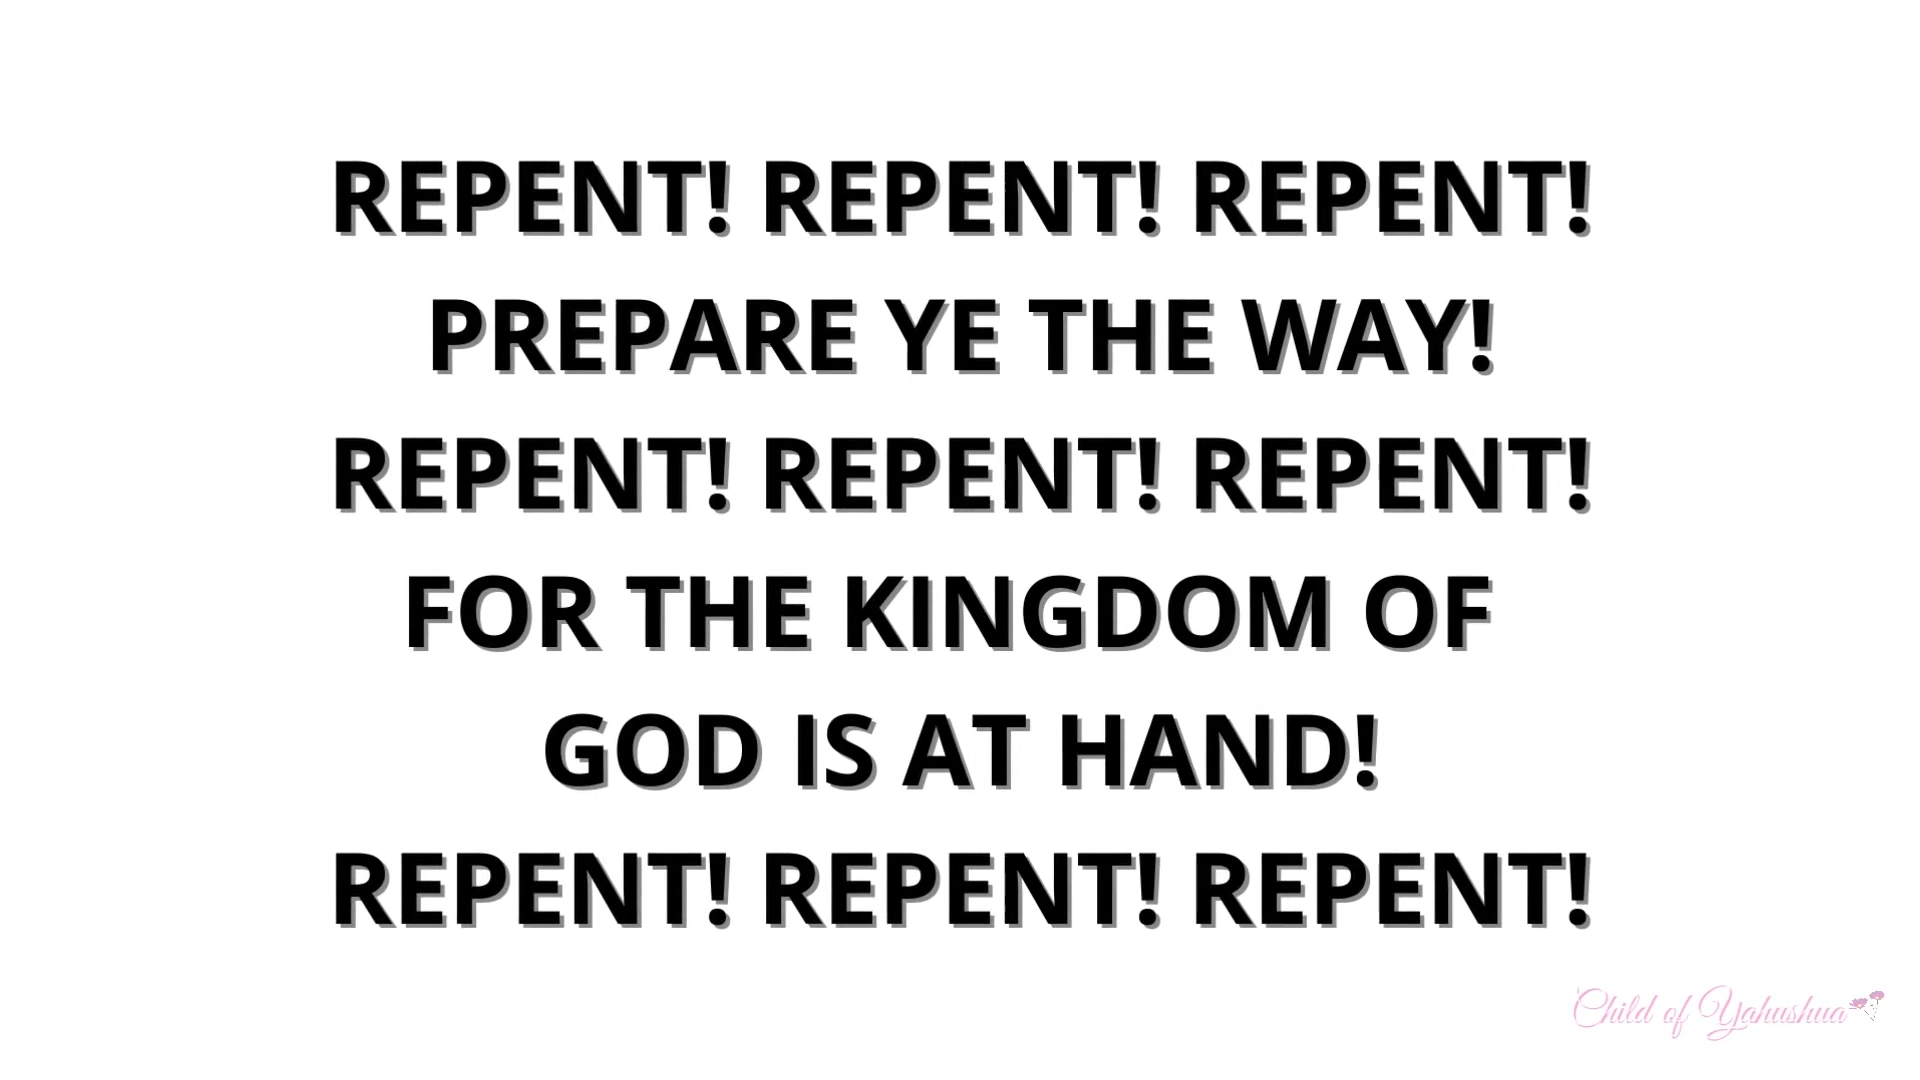 REPENT! REPENT! REPENT!
PREPARE YE THE WAY!
REPENT! REPENT! REPENT!
FOR THE KINGDOM OF
GOD IS AT HAND!
REPENT! REPENT! REPENT!
Child of Yahushua